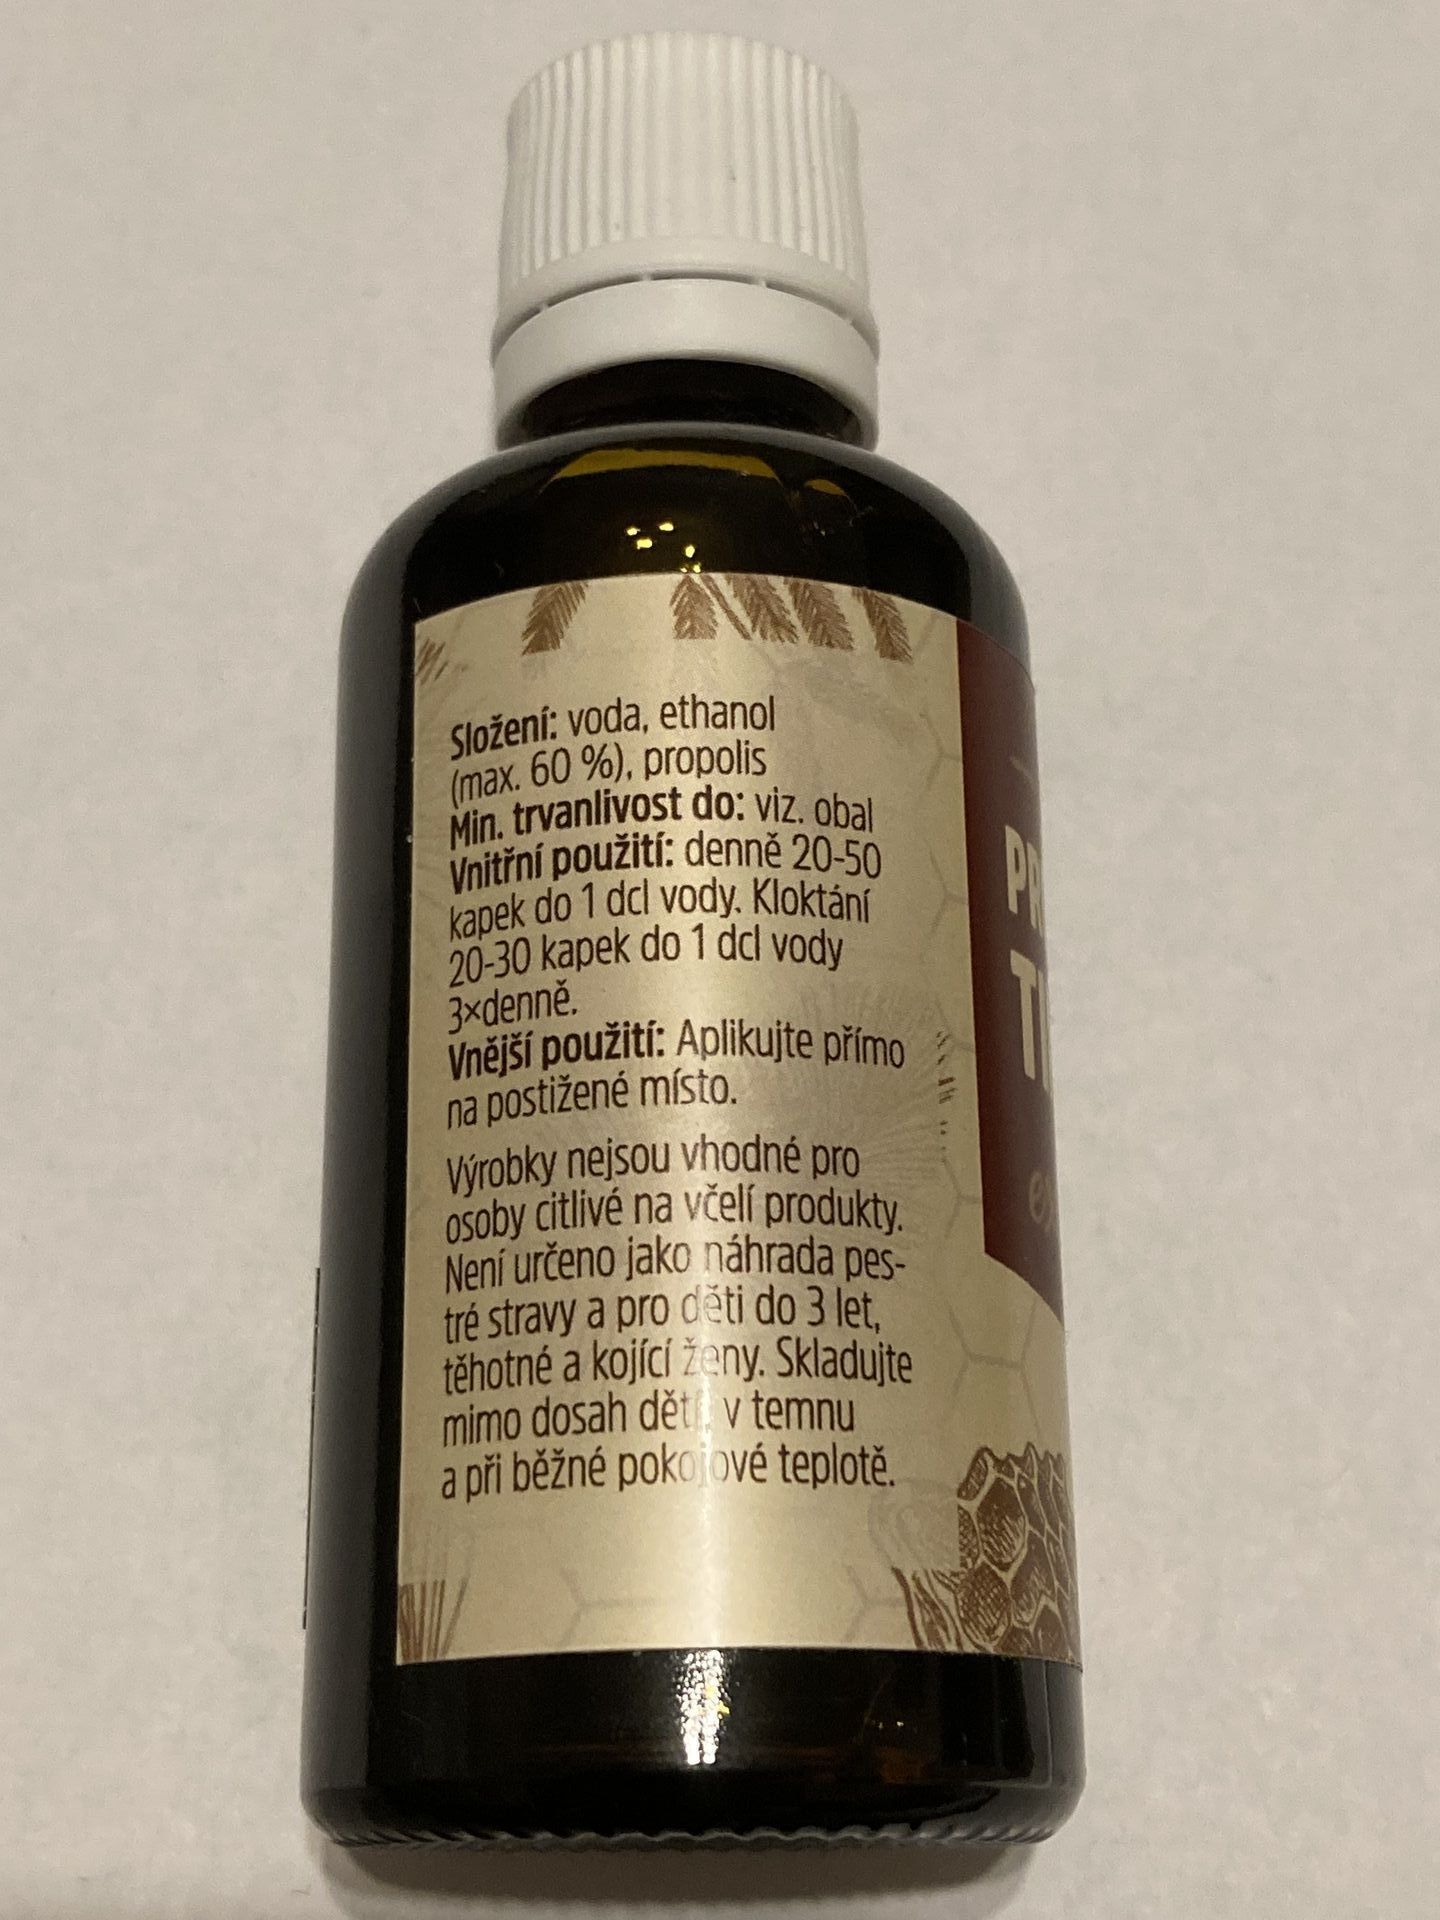 Složení: voda, ethanol
(max. 60 %), propolis
Min. trvanlivost do: viz. obal
Vnitřní použití: denně 20-50
kapek do 1 dcl vody. Kloktání
20-30 kapek do 1 dcl vody
3×denně.
Vnější použití: Aplikujte přímo
na postižené místo.
Výrobky nejsou vhodné pro
osoby citlivé na včelí produkty.
Není určeno jako náhrada pes-
tré stravy a pro děti do 3 let,
těhotné a kojící ženy. Skladujte
mimo dosah dětí, v temnu
a při běžné pokojové teplotě.